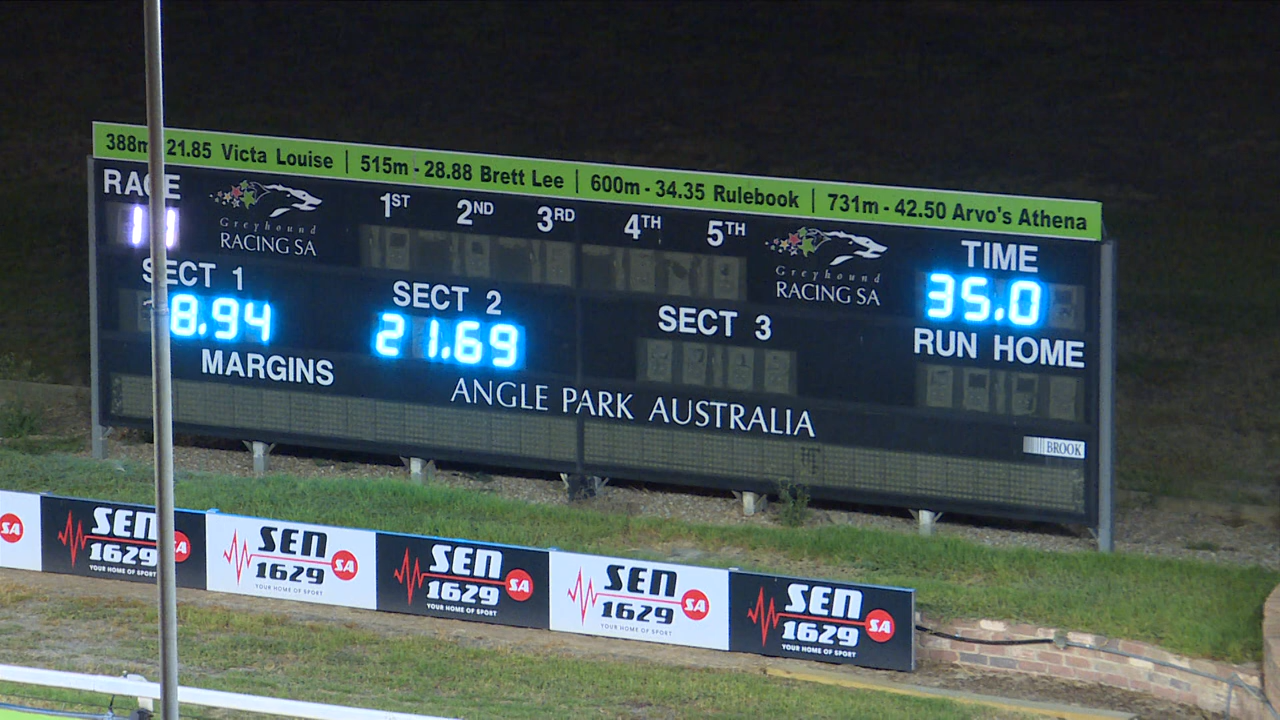 388m 21.85 Victa Louise | 515m - 28.88 Brett Lee | 600m - 34.35 Rulebook | 731m - 42.50 Arvo's Athena
RACE
11
Greyhound
RACING SA
1ST 2ND 3RD 4TH 5TH
Greyhound
RACING SA
TIME
35.0
SECT 1
8.94
SECT 2
21.69
SECT 3
RUN HOME
MARGINS
ANGLE PARK AUSTRALIA
BROOK
SA
SEN
1629 SA
YOUR HOME OF SPORT
SEN
1629 SA
YOUR HOME OF SPORT
SEN
1629 SA
YOUR HOME OF SPORT
SEN
1629 SA
YOUR HOME OF SPORT
SEN
1629 SA
YOUR HOME OF SPORT